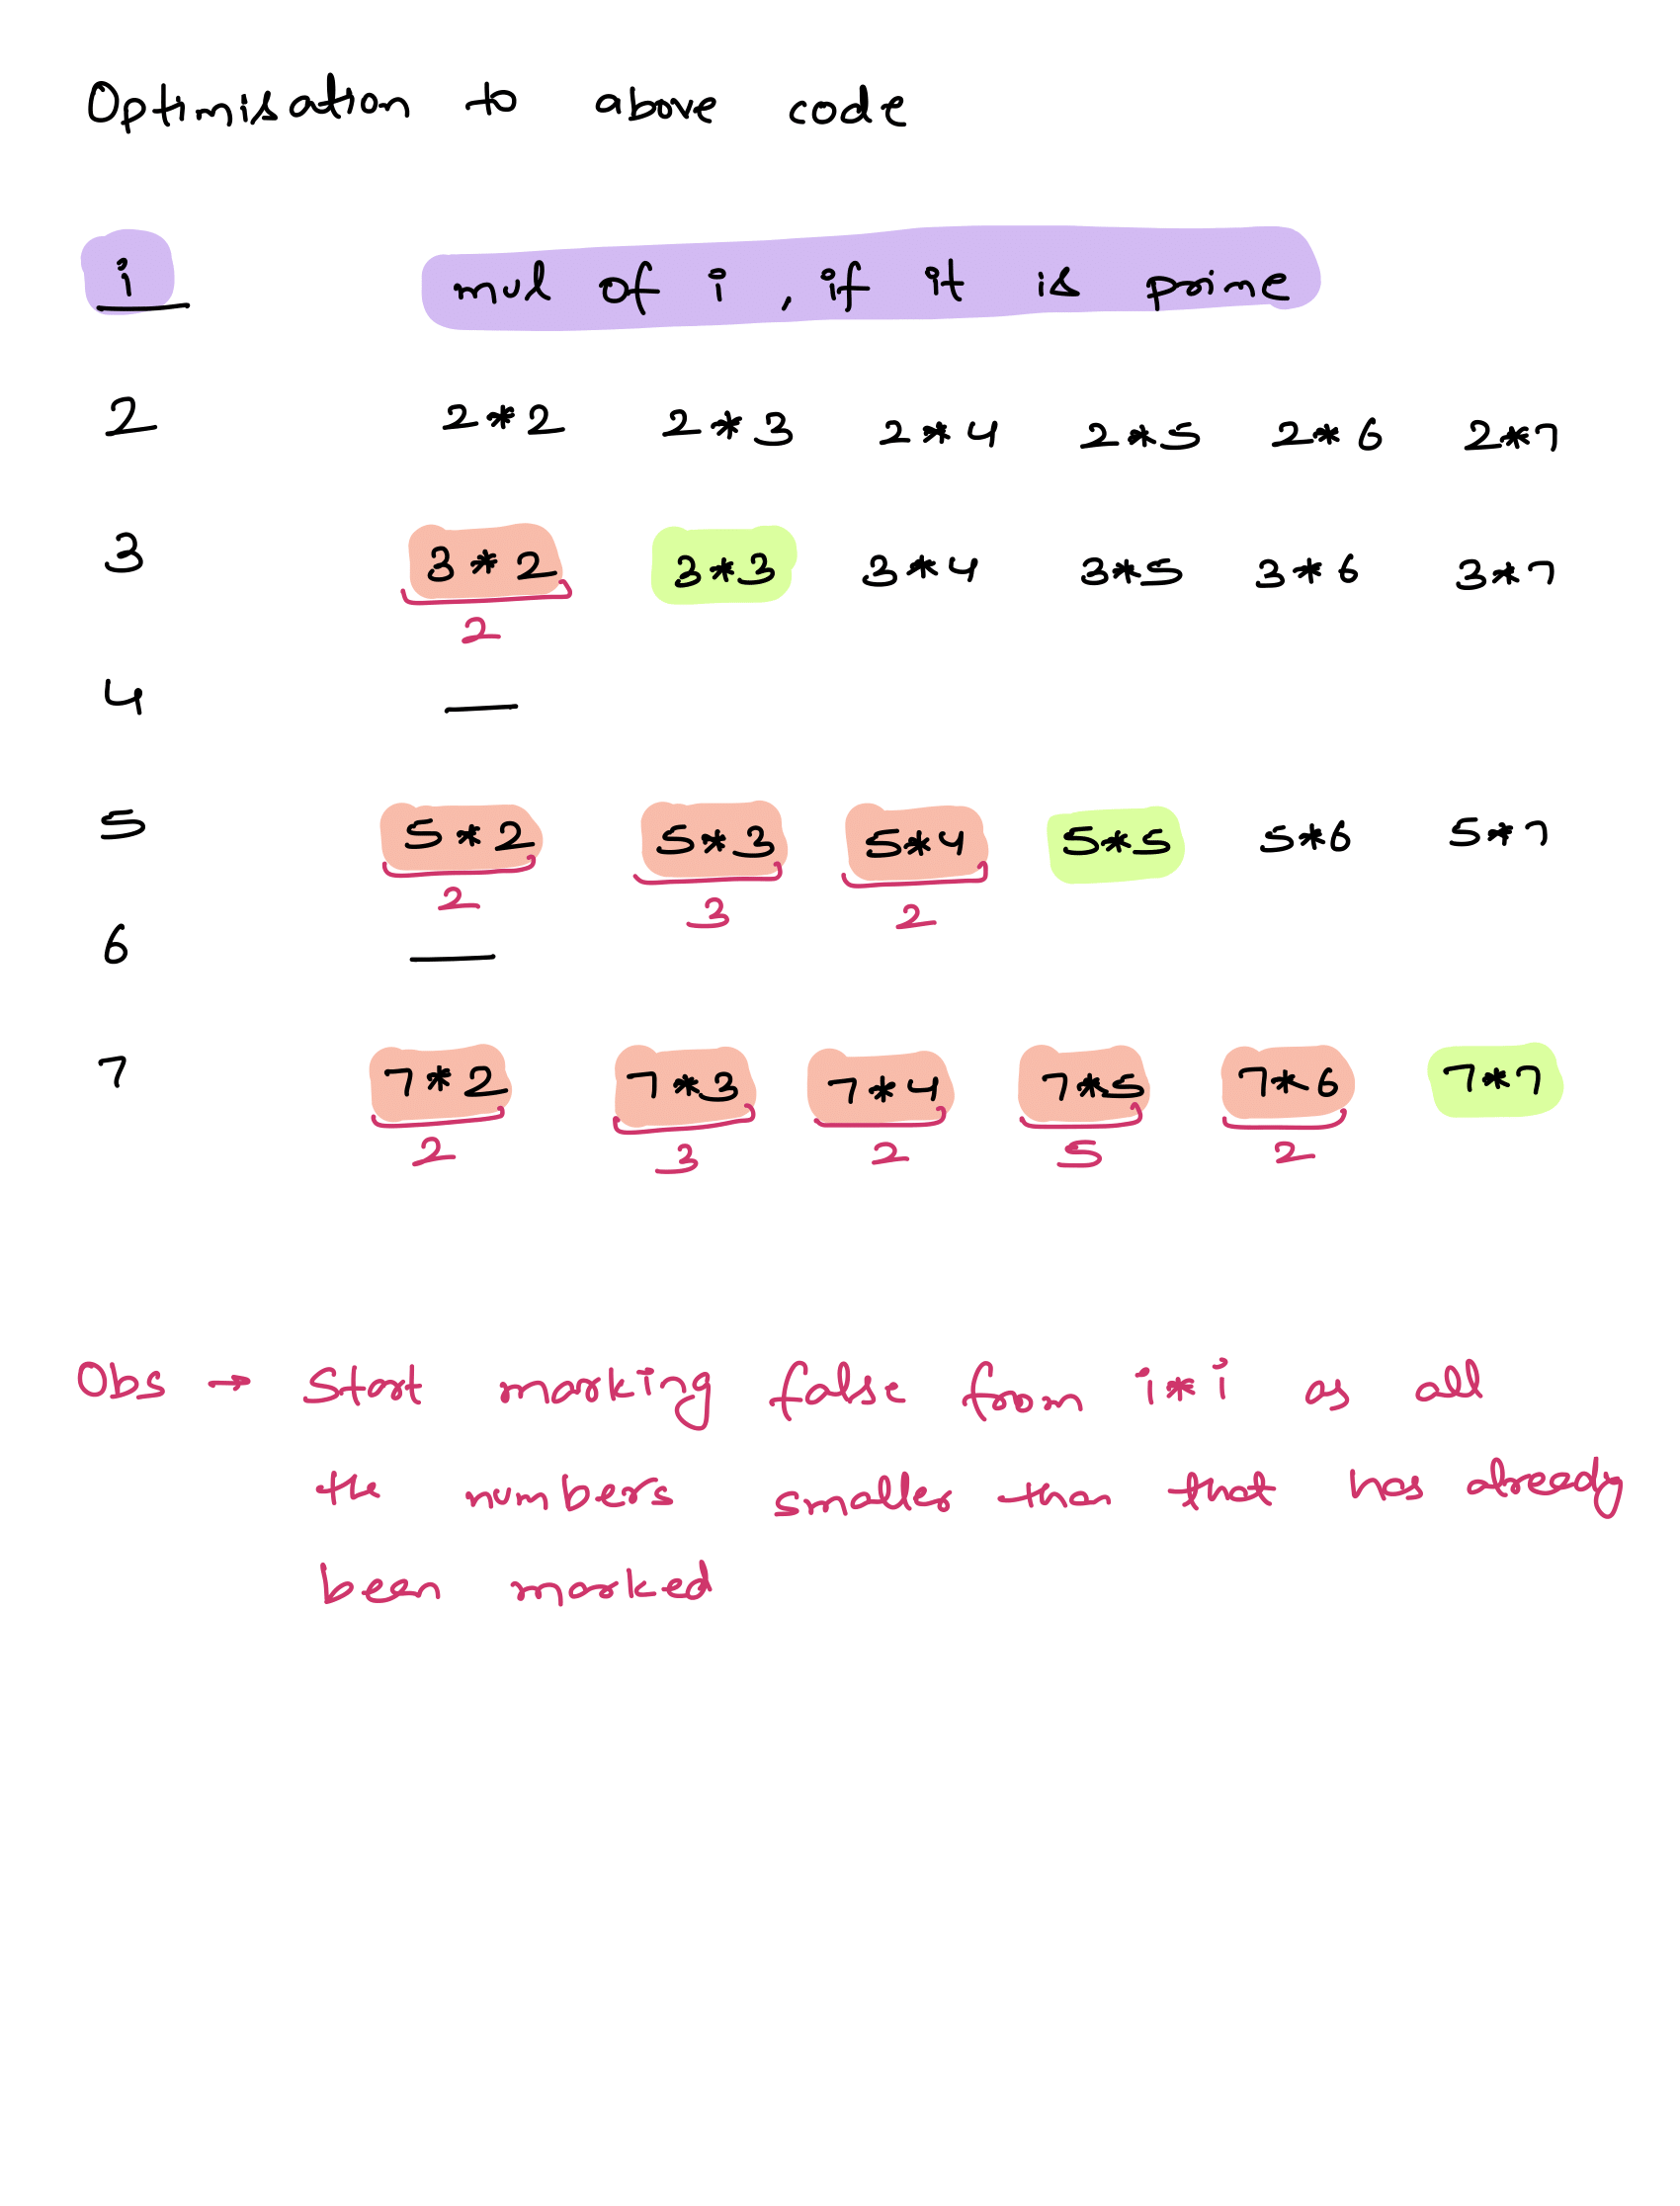 Optimisation to above code
i mul of i , if it is prime
2 2*2 2*3 2*4 2*5 2*6 2*7
3 3*2 3*3 3*4 3*5 3*6 3*7
2
4 —
5 5*2 5*3 5*4 5*5 5*6 5*7
2 3 2
6 —
7 7*2 7*3 7*4 7*5 7*6 7*7
2 3 2 5 2
Obs → Start marking false from i*i as all
the numbers smaller than that has already
been marked